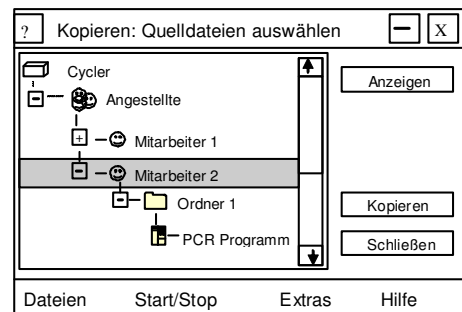 ? Kopieren: Quelldateien auswählen – X
Cycler
Angestellte
Anzeigen
+ Mitarbeiter 1
Mitarbeiter 2
Ordner 1
Kopieren
PCR Programm
Schließen
Dateien Start/Stop Extras Hilfe